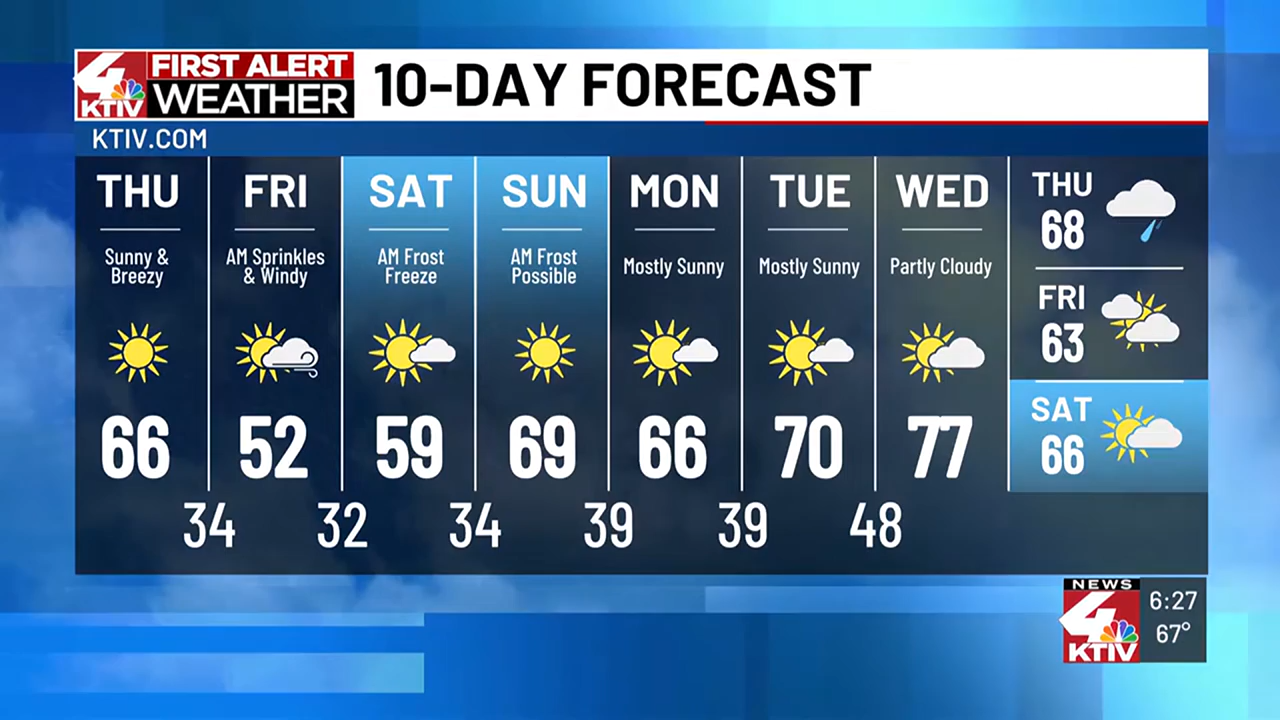 4
KTIV
FIRST ALERT
WEATHER
10-DAY FORECAST
KTIV.COM
THU
Sunny &
Breezy
66
FRI
AM Sprinkles
& Windy
52
SAT
AM Frost
Freeze
59
SUN
AM Frost
Possible
69
MON
Mostly Sunny
66
TUE
Mostly Sunny
70
WED
Partly Cloudy
77
34
32
34
39
39
48
THU
68
FRI
63
SAT
66
NEWS
4
KTIV
6:27
67°